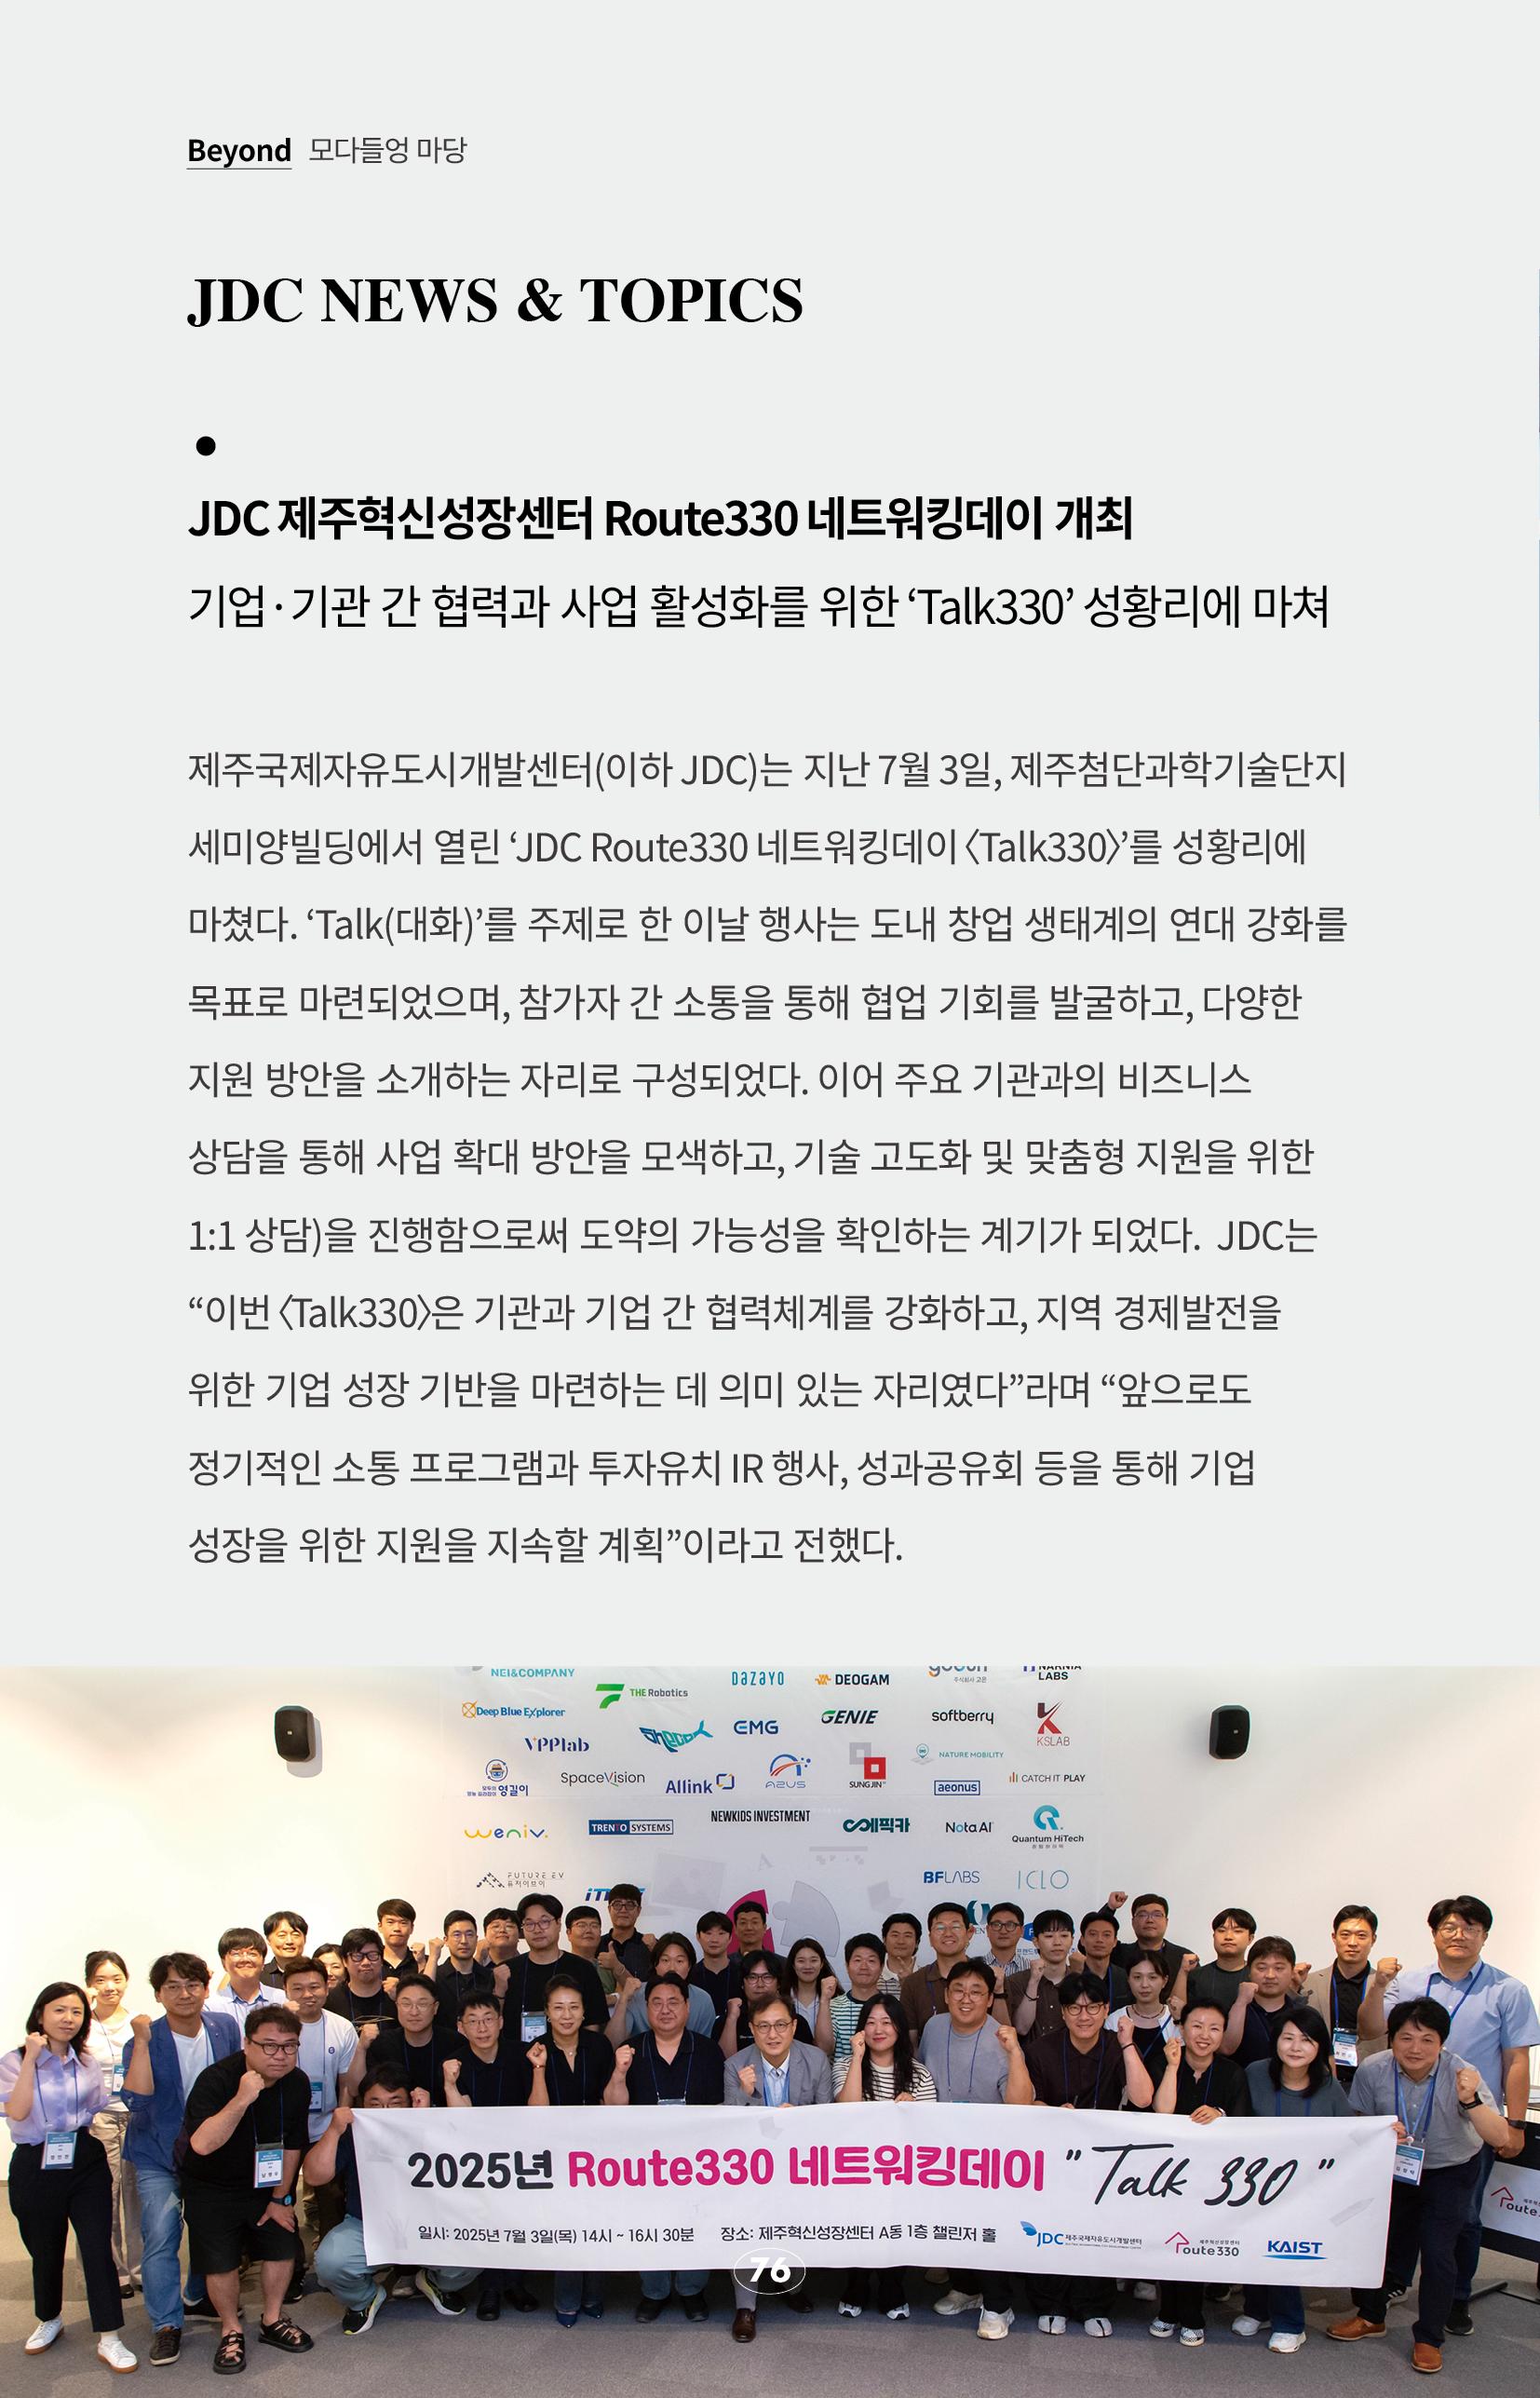 Beyond 모다들엉 마당
JDC NEWS & TOPICS
JDC 제주혁신성장센터 Route330 네트워킹데이 개최
기업·기관 간 협력과 사업 활성화를 위한 ‘Talk330’ 성황리에 마쳐
제주국제자유도시개발센터(이하 JDC)는 지난 7월 3일, 제주첨단과학기술단지
세미양빌딩에서 열린 ‘JDC Route330 네트워킹데이 〈Talk330〉’를 성황리에
마쳤다. ‘Talk(대화)’를 주제로 한 이날 행사는 도내 창업 생태계의 연대 강화를
목표로 마련되었으며, 참가자 간 소통을 통해 협업 기회를 발굴하고, 다양한
지원 방안을 소개하는 자리로 구성되었다. 이어 주요 기관과의 비즈니스
상담을 통해 사업 확대 방안을 모색하고, 기술 고도화 및 맞춤형 지원을 위한
1:1 상담)을 진행함으로써 도약의 가능성을 확인하는 계기가 되었다. JDC는
“이번 〈Talk330〉은 기관과 기업 간 협력체계를 강화하고, 지역 경제발전을
위한 기업 성장 기반을 마련하는 데 의미 있는 자리였다”라며 “앞으로도
정기적인 소통 프로그램과 투자유치 IR 행사, 성과공유회 등을 통해 기업
성장을 위한 지원을 지속할 계획”이라고 전했다.
NEI&COMPANY
DAZAYO
DEOGAM
주식회사 고운
NARNIA LABS
THE Robotics
Deep Blue Explorer
EMG
GENIE
softberry
KSLAB
VPPlab
Sheco
NATURE MOBILITY
영길이
SpaceVision
Allink
AZUS
SUNGJIN
aeonus
CATCH IT PLAY
weniv.
TRENTO SYSTEMS
NEWKIDS INVESTMENT
에픽카
Nota AI
Quantum HiTech
FUTURE EV
퓨처이브이
BFLABS
ICLO
2025년 Route330 네트워킹데이 "Talk 330"
일시: 2025년 7월 3일(목) 14시 ~ 16시 30분 장소: 제주혁신성장센터 A동 1층 챌린저 홀
JDC 제주국제자유도시개발센터
제주혁신성장센터
Route330
KAIST
76